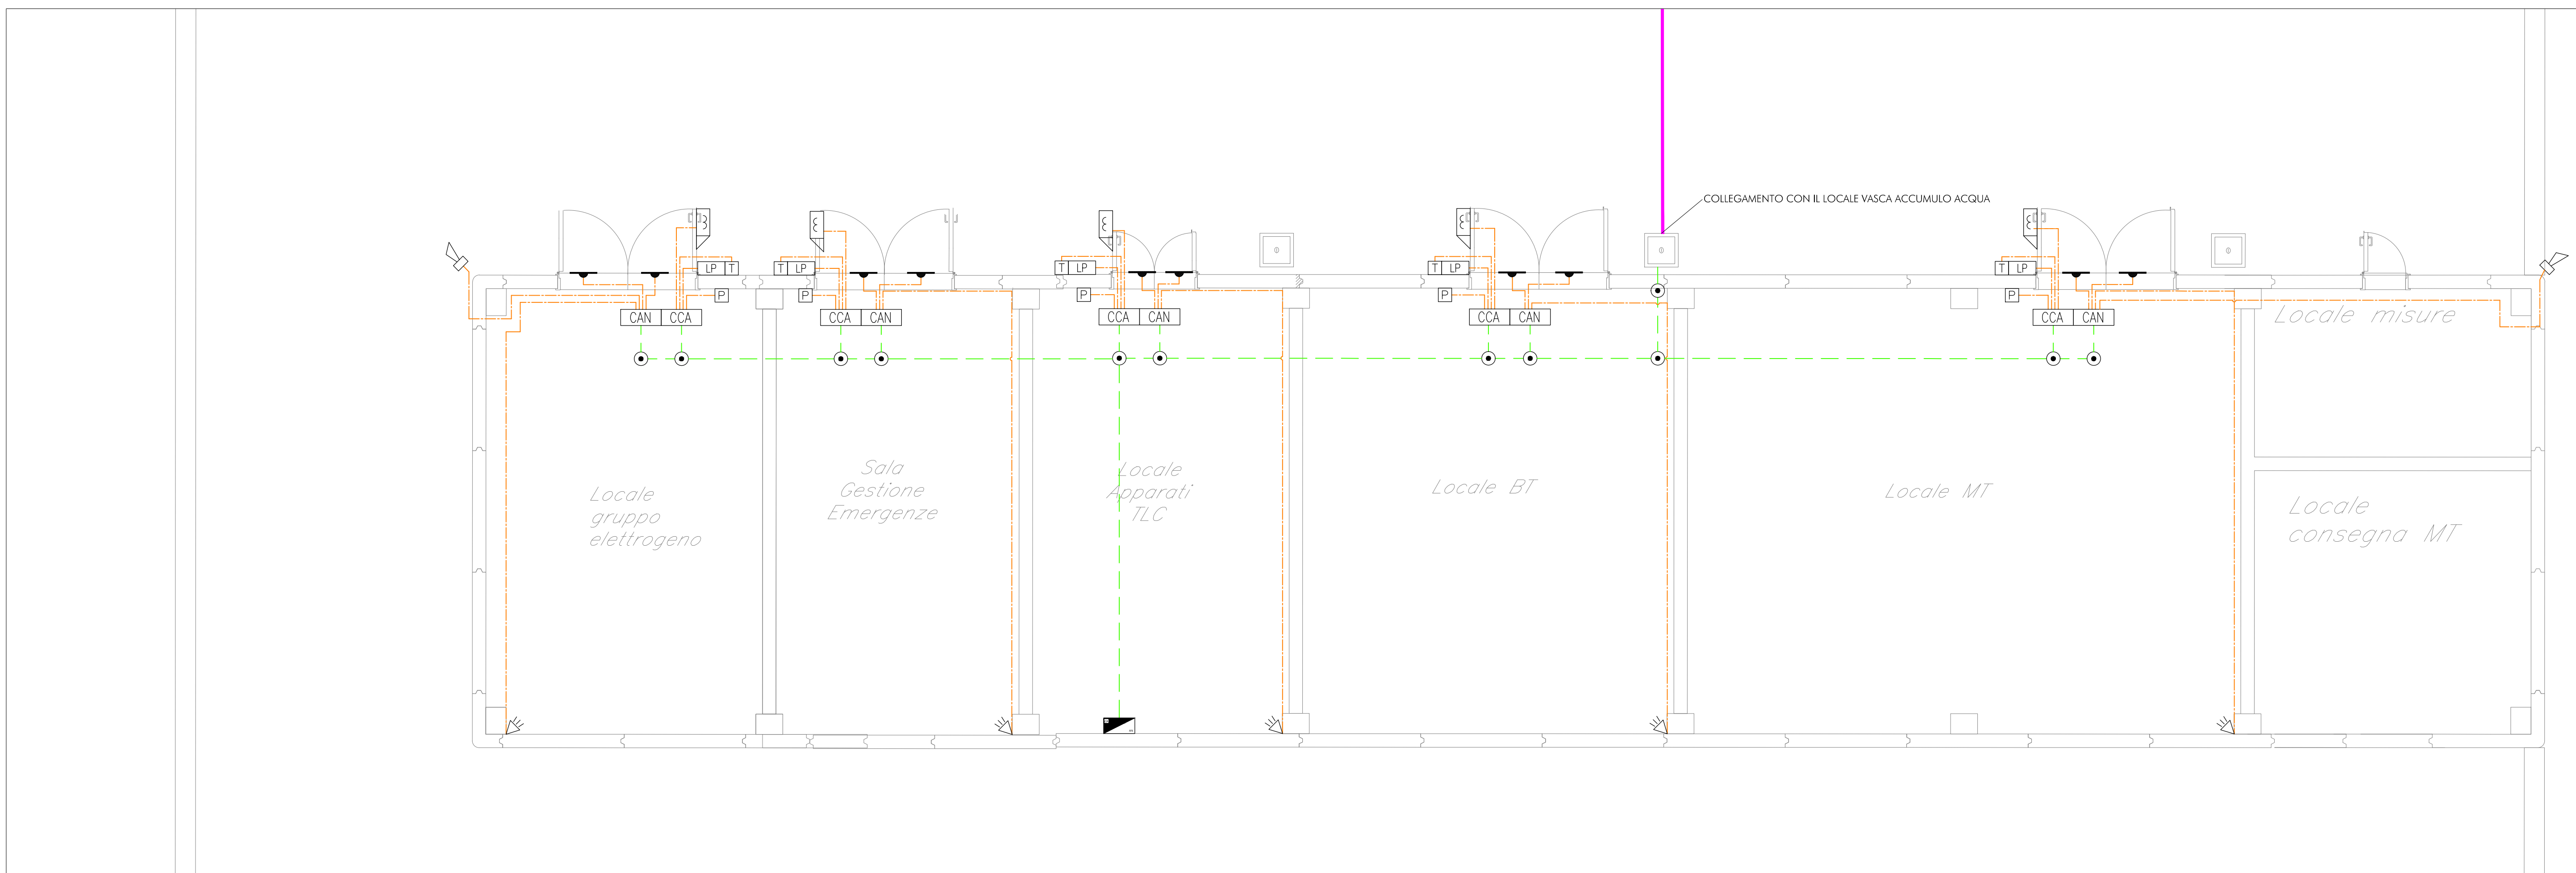 COLLEGAMENTO CON IL LOCALE VASCA ACCUMULO ACQUA
LP T
T LP
T LP
T LP
T LP
P
P
P
P
P
CAN CCA
CCA CAN
CCA CAN
CCA CAN
CCA CAN
Locale misure
Locale
gruppo
elettrogeno
Sala
Gestione
Emergenze
Locale
Apparati
TLC
Locale BT
Locale MT
Locale
consegna MT